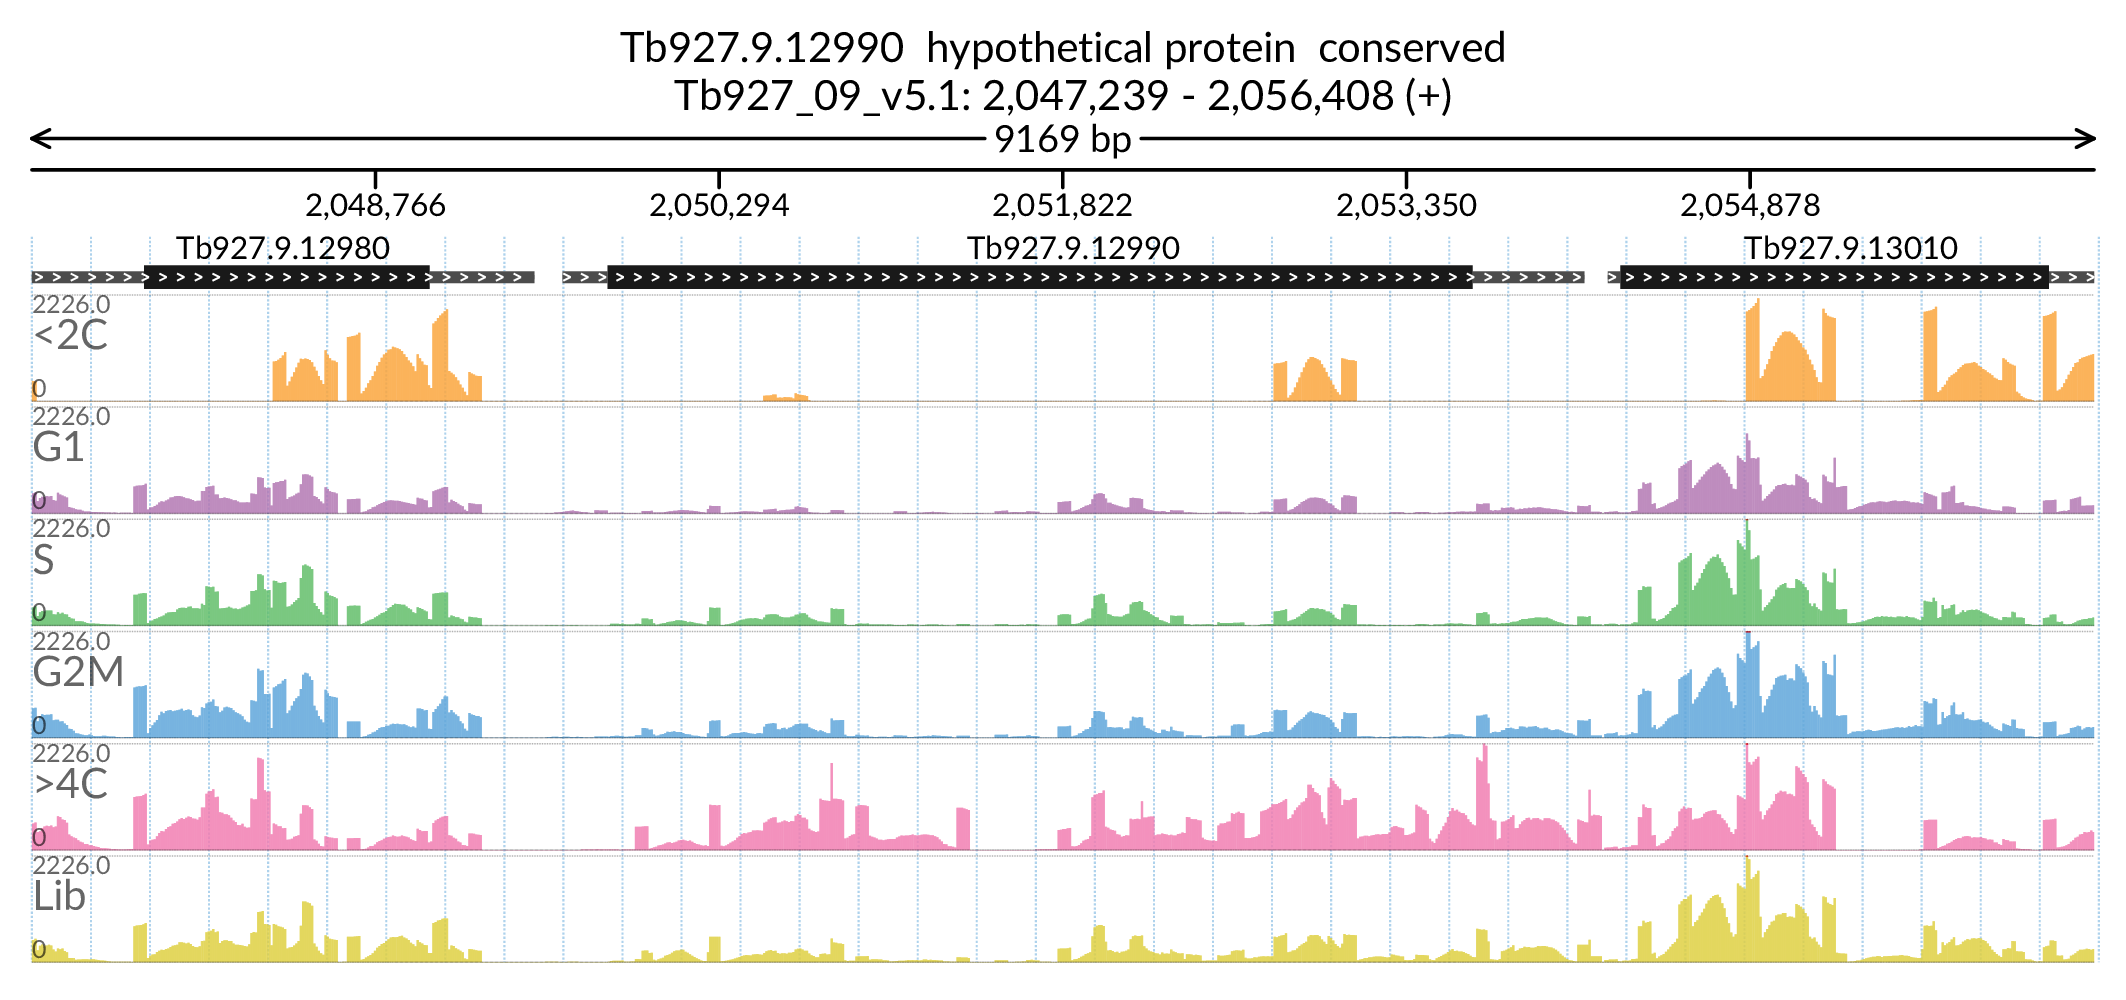 Tb927.9.12990 hypothetical protein conserved
Tb927_09_v5.1: 2,047,239 - 2,056,408 (+)
9169 bp
2,048,766 2,050,294 2,051,822 2,053,350 2,054,878
Tb927.9.12980 Tb927.9.12990 Tb927.9.13010
2226.0
<2C
0
2226.0
G1
0
2226.0
S
0
2226.0
G2M
0
2226.0
>4C
0
2226.0
Lib
0